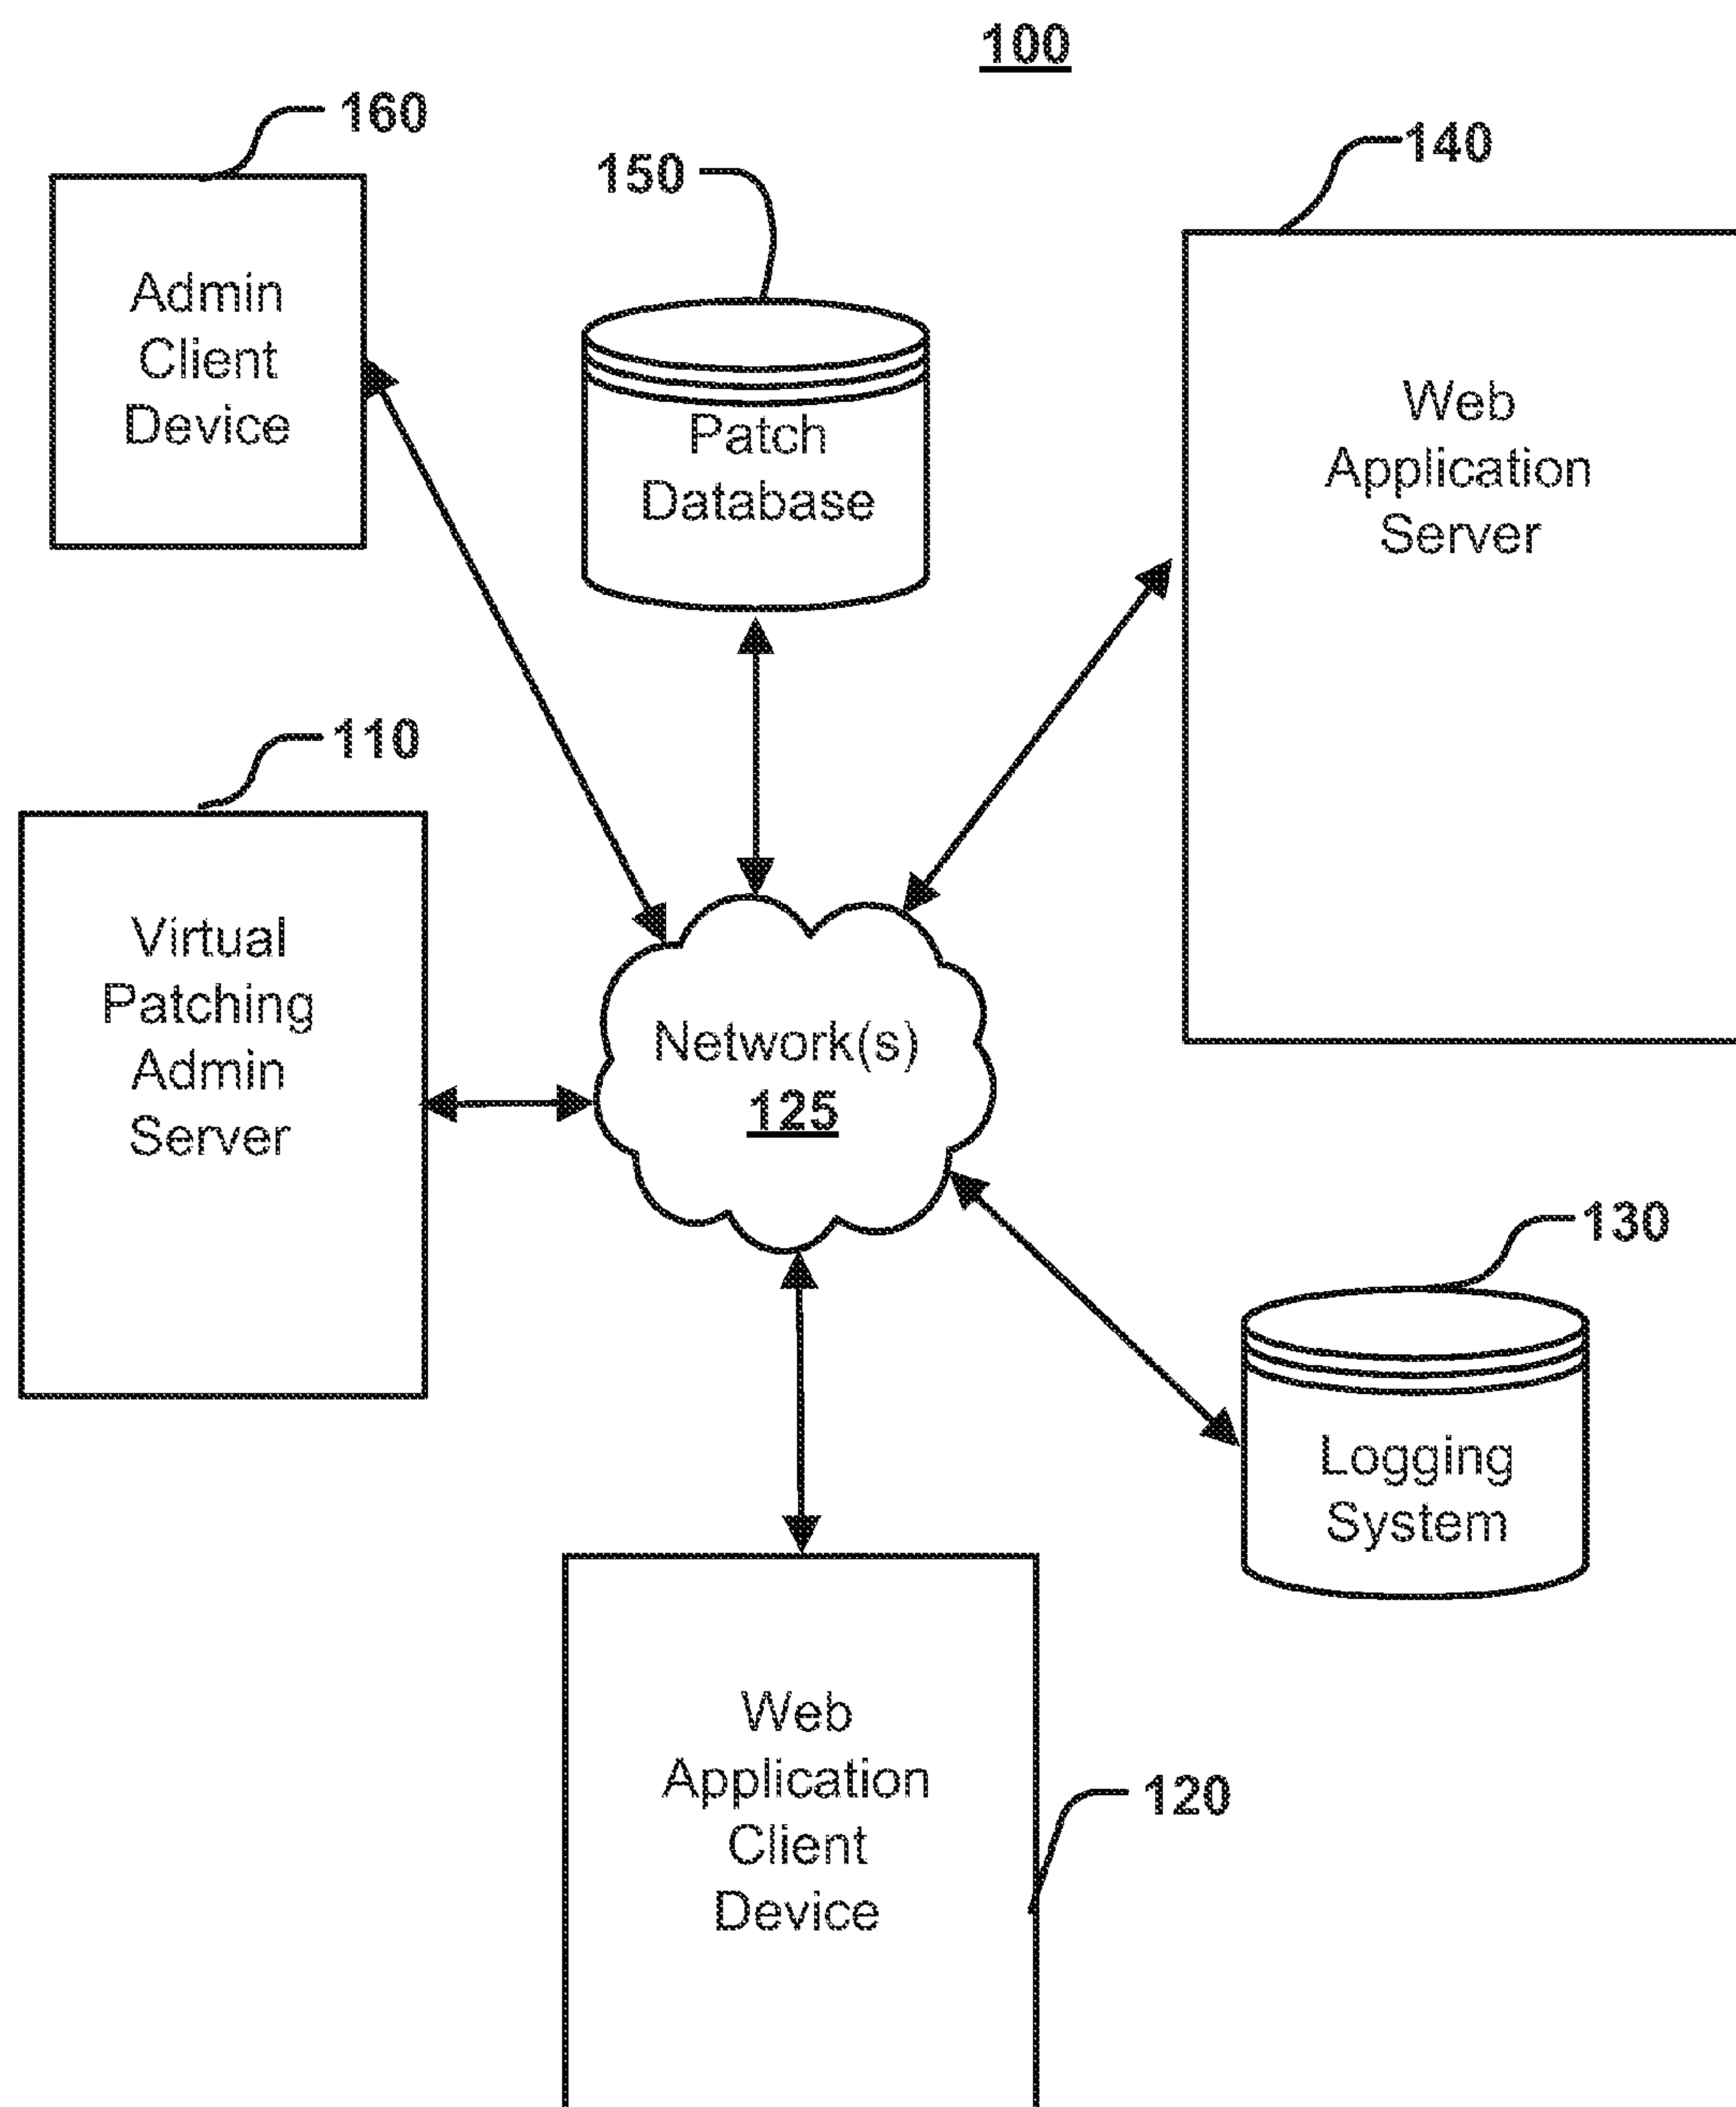 100
160
150
140
Admin
Client
Device
Patch
Database
Web
Application
Server
110
Virtual
Patching
Admin
Server
Network(s)
125
130
Logging
System
Web
Application
Client
Device
120